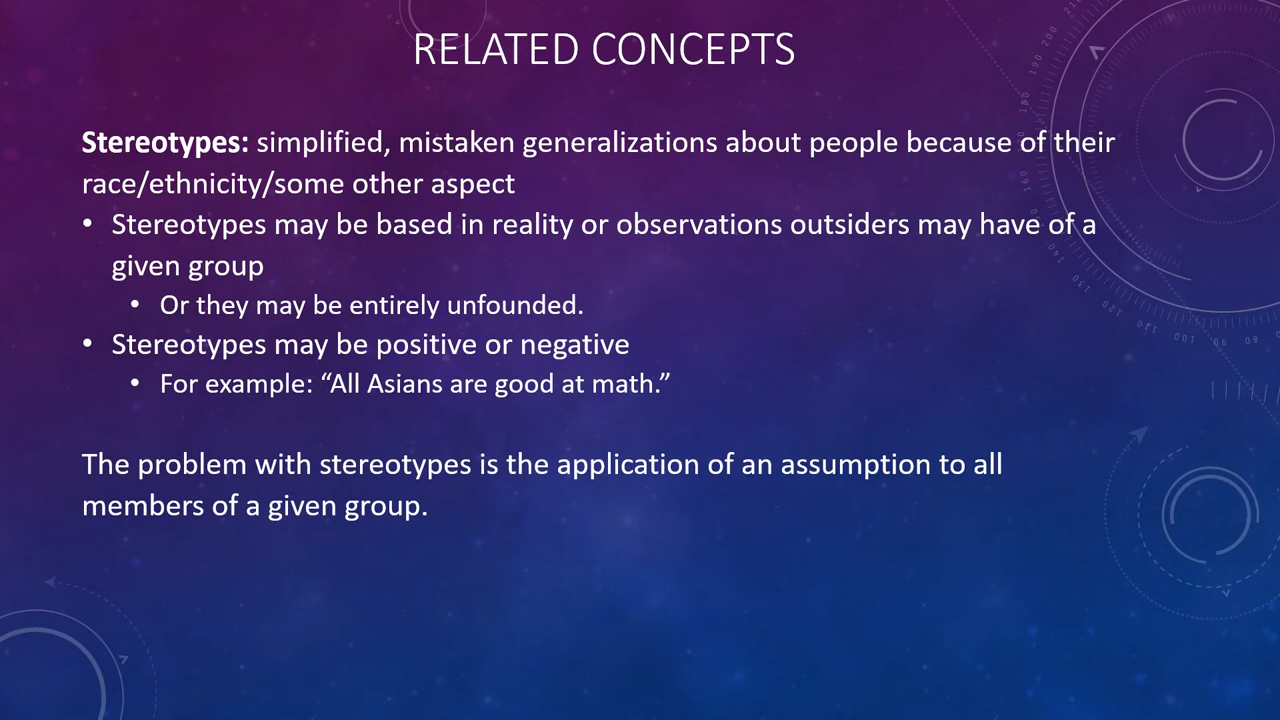 RELATED CONCEPTS
Stereotypes: simplified, mistaken generalizations about people because of their
race/ethnicity/some other aspect
• Stereotypes may be based in reality or observations outsiders may have of a
given group
• Or they may be entirely unfounded.
• Stereotypes may be positive or negative
• For example: “All Asians are good at math.”
The problem with stereotypes is the application of an assumption to all
members of a given group.